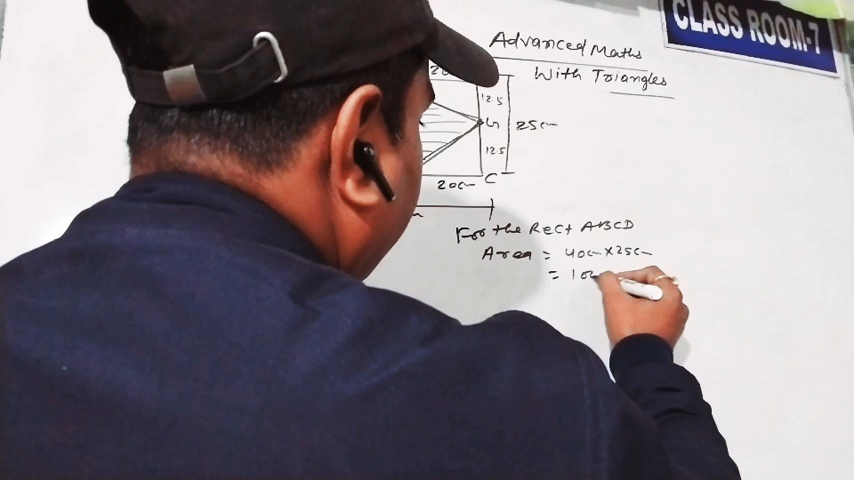 CLASS ROOM-7
Advanced Maths
With Triangles
12.5
G
25cm
12.5
20cm C
For the Rect ABCD
Area = 40cm x 25cm
= 100